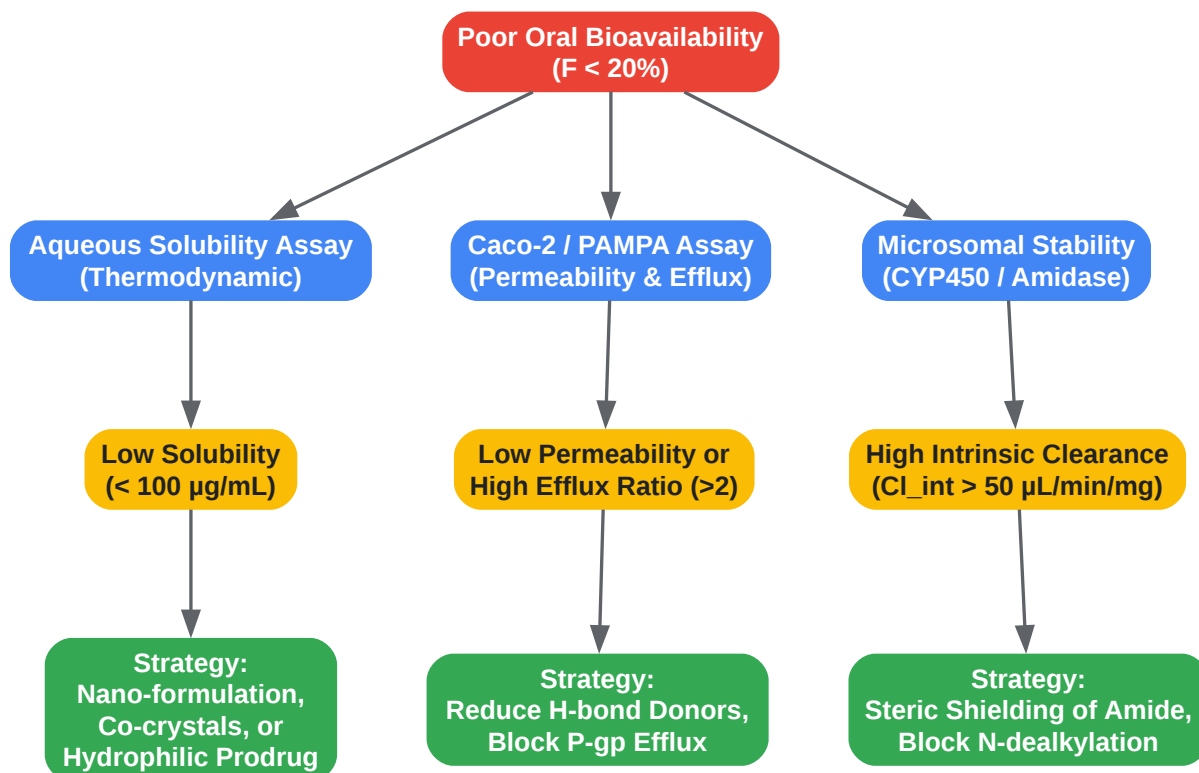 Poor Oral Bioavailability
(F < 20%)
Aqueous Solubility Assay
(Thermodynamic)
Caco-2 / PAMPA Assay
(Permeability & Efflux)
Microsomal Stability
(CYP450 / Amidase)
Low Solubility
(< 100 µg/mL)
Low Permeability or
High Efflux Ratio (>2)
High Intrinsic Clearance
(Cl_int > 50 µL/min/mg)
Strategy:
Nano-formulation,
Co-crystals, or
Hydrophilic Prodrug
Strategy:
Reduce H-bond Donors,
Block P-gp Efflux
Strategy:
Steric Shielding of Amide,
Block N-dealkylation